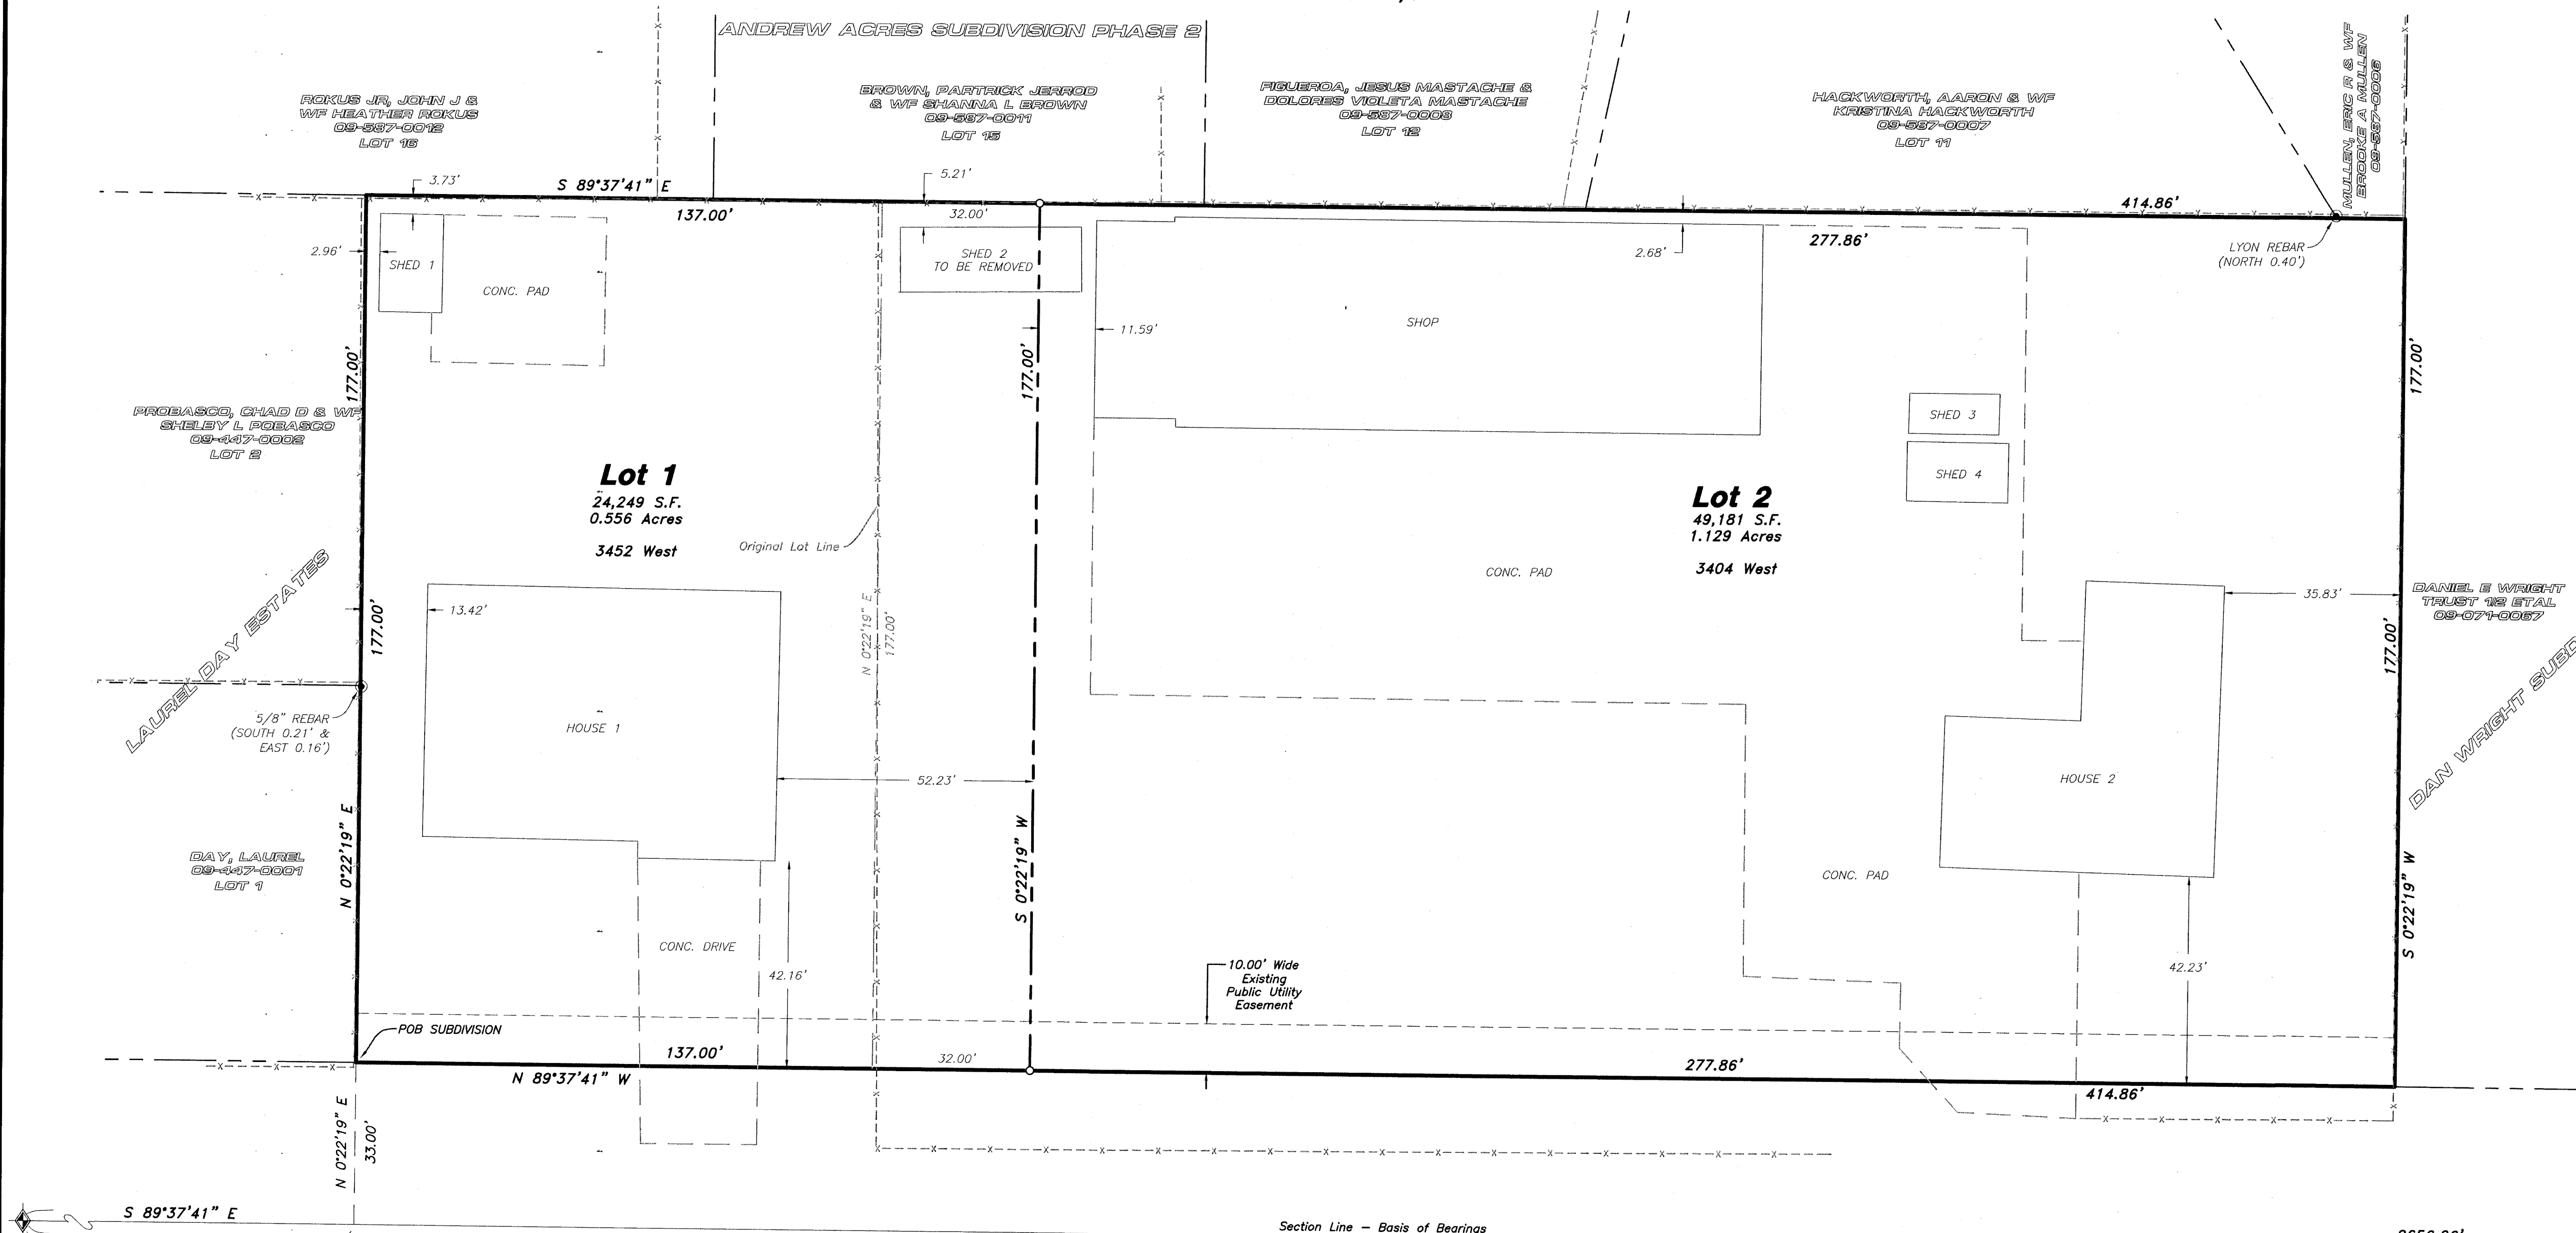 ANDREW ACRES SUBDIVISION PHASE 2
ROKUS JR, JOHN J &
WF HEATHER ROKUS
09-587-0012
LOT 16
BROWN, PARTRICK JERROD
& WF SHANNA L BROWN
09-587-0011
LOT 15
FIGUEROA, JESUS MASTACHE &
DOLORES VIOLETA MASTACHE
09-587-0008
LOT 12
HACKWORTH, AARON & WF
KRISTINA HACKWORTH
09-587-0007
LOT 11
MULLEN, ERIC R & WF
BROOKE A MULLEN
09-587-0006
3.73'
S 89°37'41" E
137.00'
5.21'
32.00'
414.86'
277.86'
2.68'
LYON REBAR
(NORTH 0.40')
2.96'
SHED 1
CONC. PAD
SHED 2
TO BE REMOVED
11.59'
SHOP
177.00'
177.00'
177.00'
PROBASCO, CHAD D & WF
SHELBY L POBASCO
09-447-0002
LOT 2
SHED 3
SHED 4
Lot 1
24,249 S.F.
0.556 Acres
3452 West
Original Lot Line
Lot 2
49,181 S.F.
1.129 Acres
3404 West
CONC. PAD
LAUREL DAY ESTATES
13.42'
177.00'
N 0°22'19" E
177.00'
35.83'
177.00'
DANIEL E WRIGHT
TRUST 1/2 ETAL
09-071-0067
DAN WRIGHT SUBD
5/8" REBAR
(SOUTH 0.21' &
EAST 0.16')
HOUSE 1
52.23'
HOUSE 2
N 0°22'19" E
S 0°22'19" W
S 0°22'19" W
DAY, LAUREL
09-447-0001
LOT 1
CONC. PAD
CONC. DRIVE
42.16'
10.00' Wide
Existing
Public Utility
Easement
42.23'
POB SUBDIVISION
137.00'
32.00'
277.86'
N 89°37'41" W
414.86'
N 0°22'19" E
33.00'
S 89°37'41" E
Section Line - Basis of Bearings